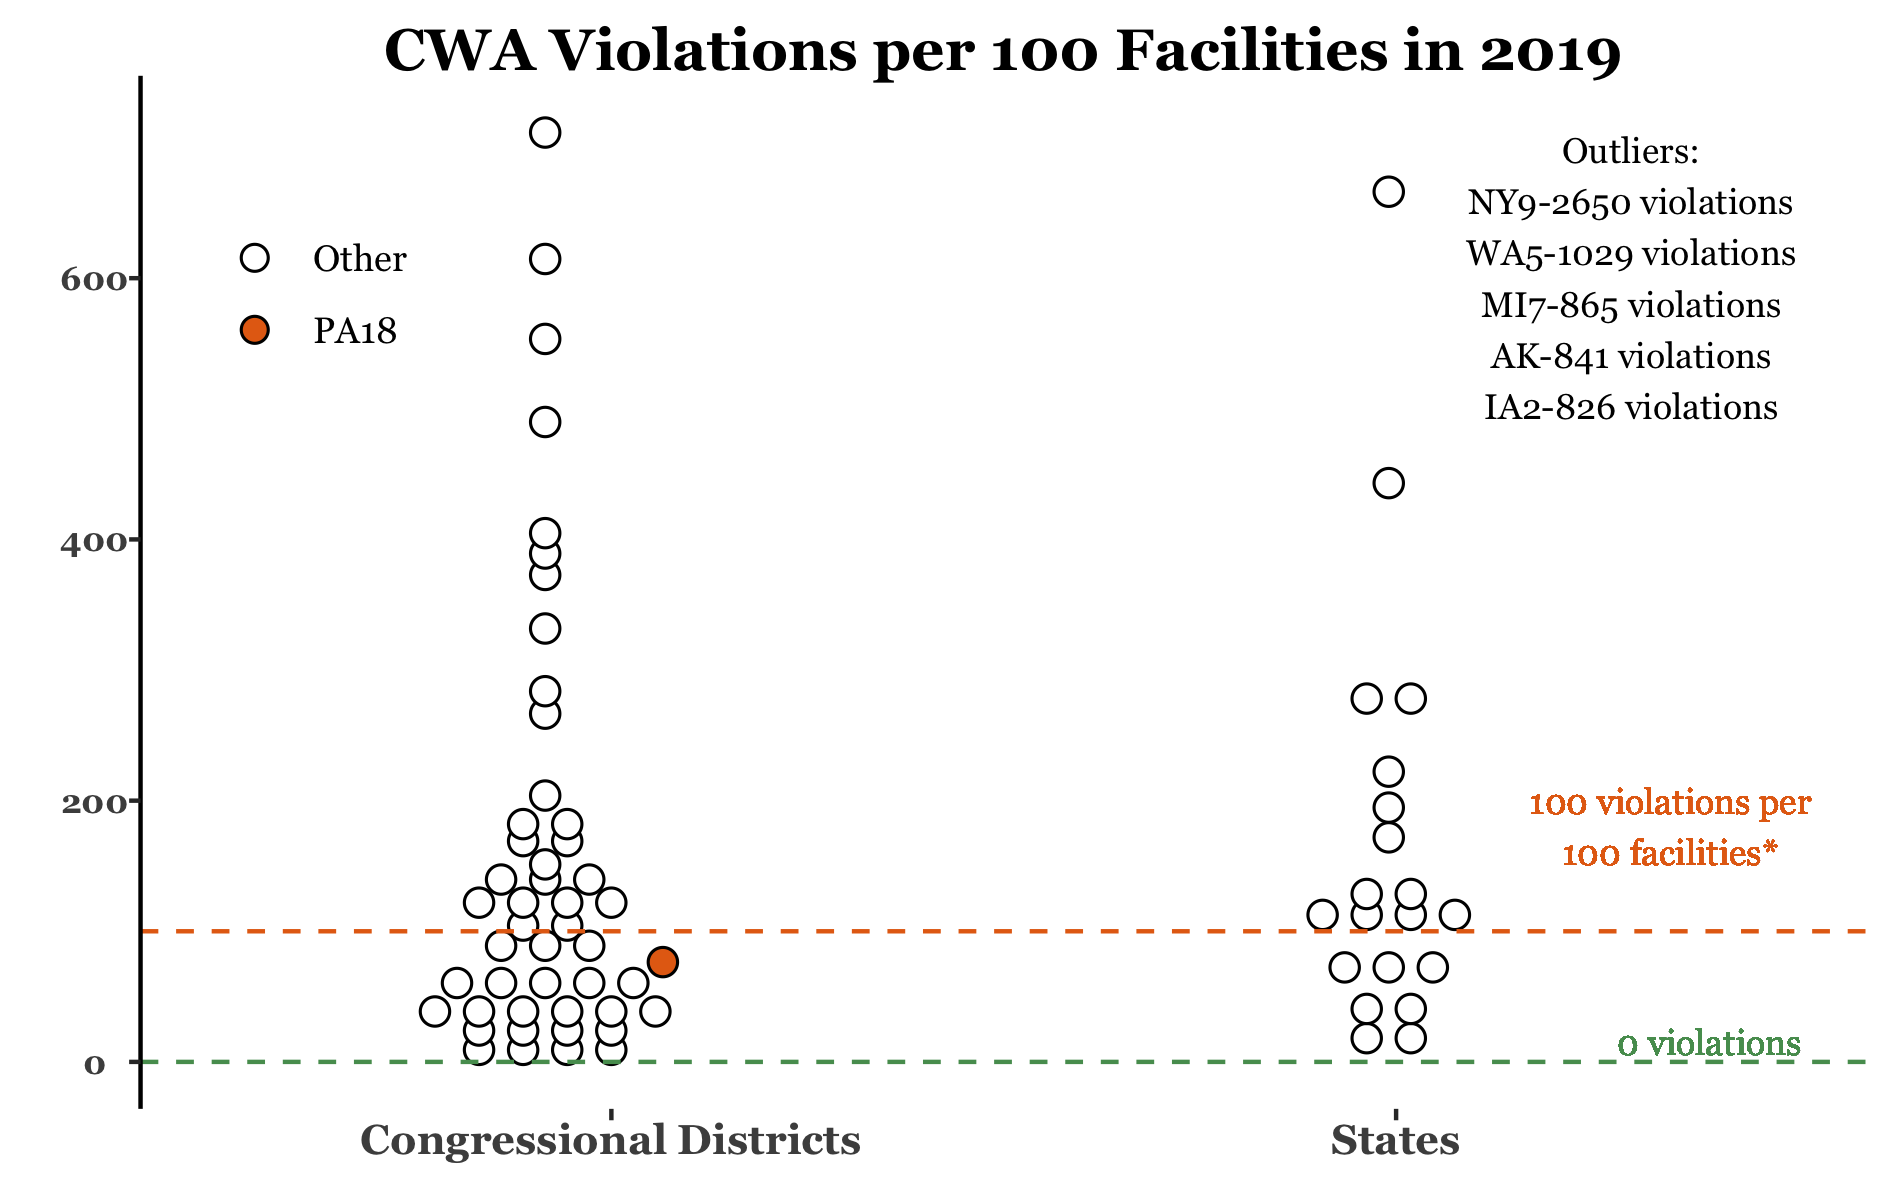 CWA Violations per 100 Facilities in 2019
Outliers:
NY9-2650 violations
WA5-1029 violations
MI7-865 violations
AK-841 violations
IA2-826 violations
Other
PA18
600
400
200
0
100 violations per
100 facilities*
0 violations
Congressional Districts
States